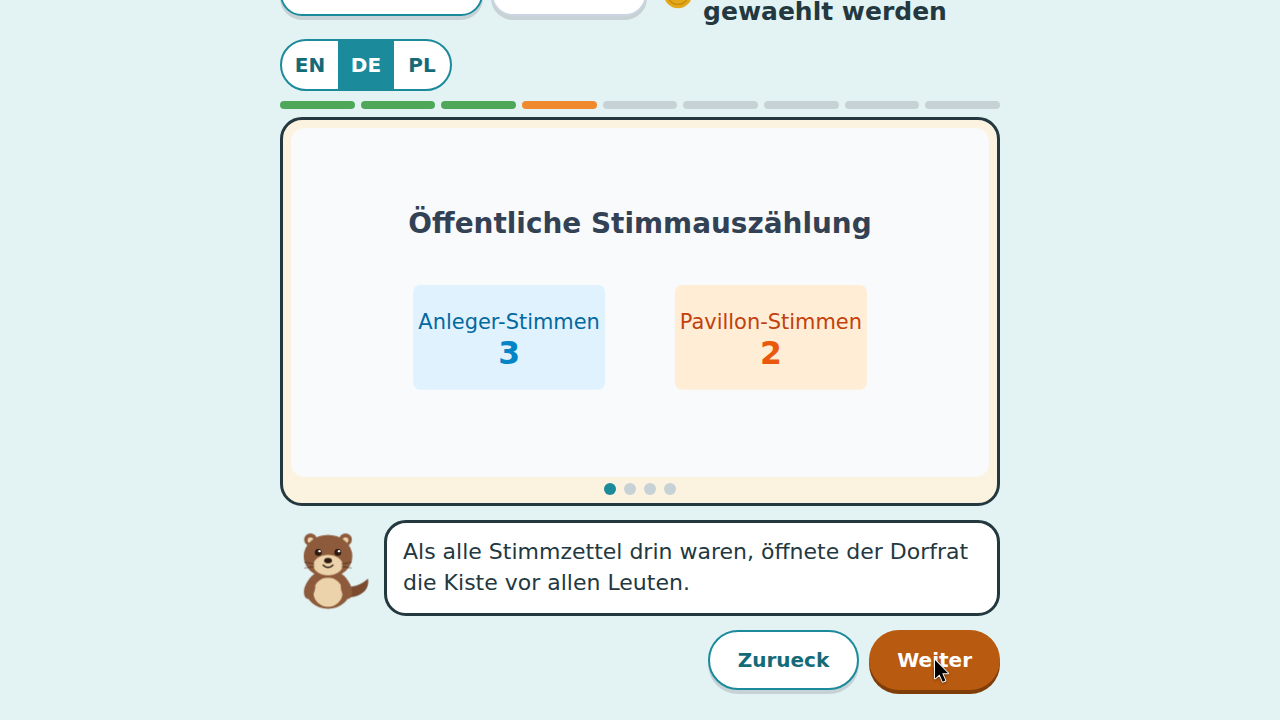 gewaehlt werden
EN DE PL
Öffentliche Stimmauszählung
Anleger-Stimmen
3
Pavillon-Stimmen
2
Als alle Stimmzettel drin waren, öffnete der Dorfrat
die Kiste vor allen Leuten.
Zurueck
Weiter